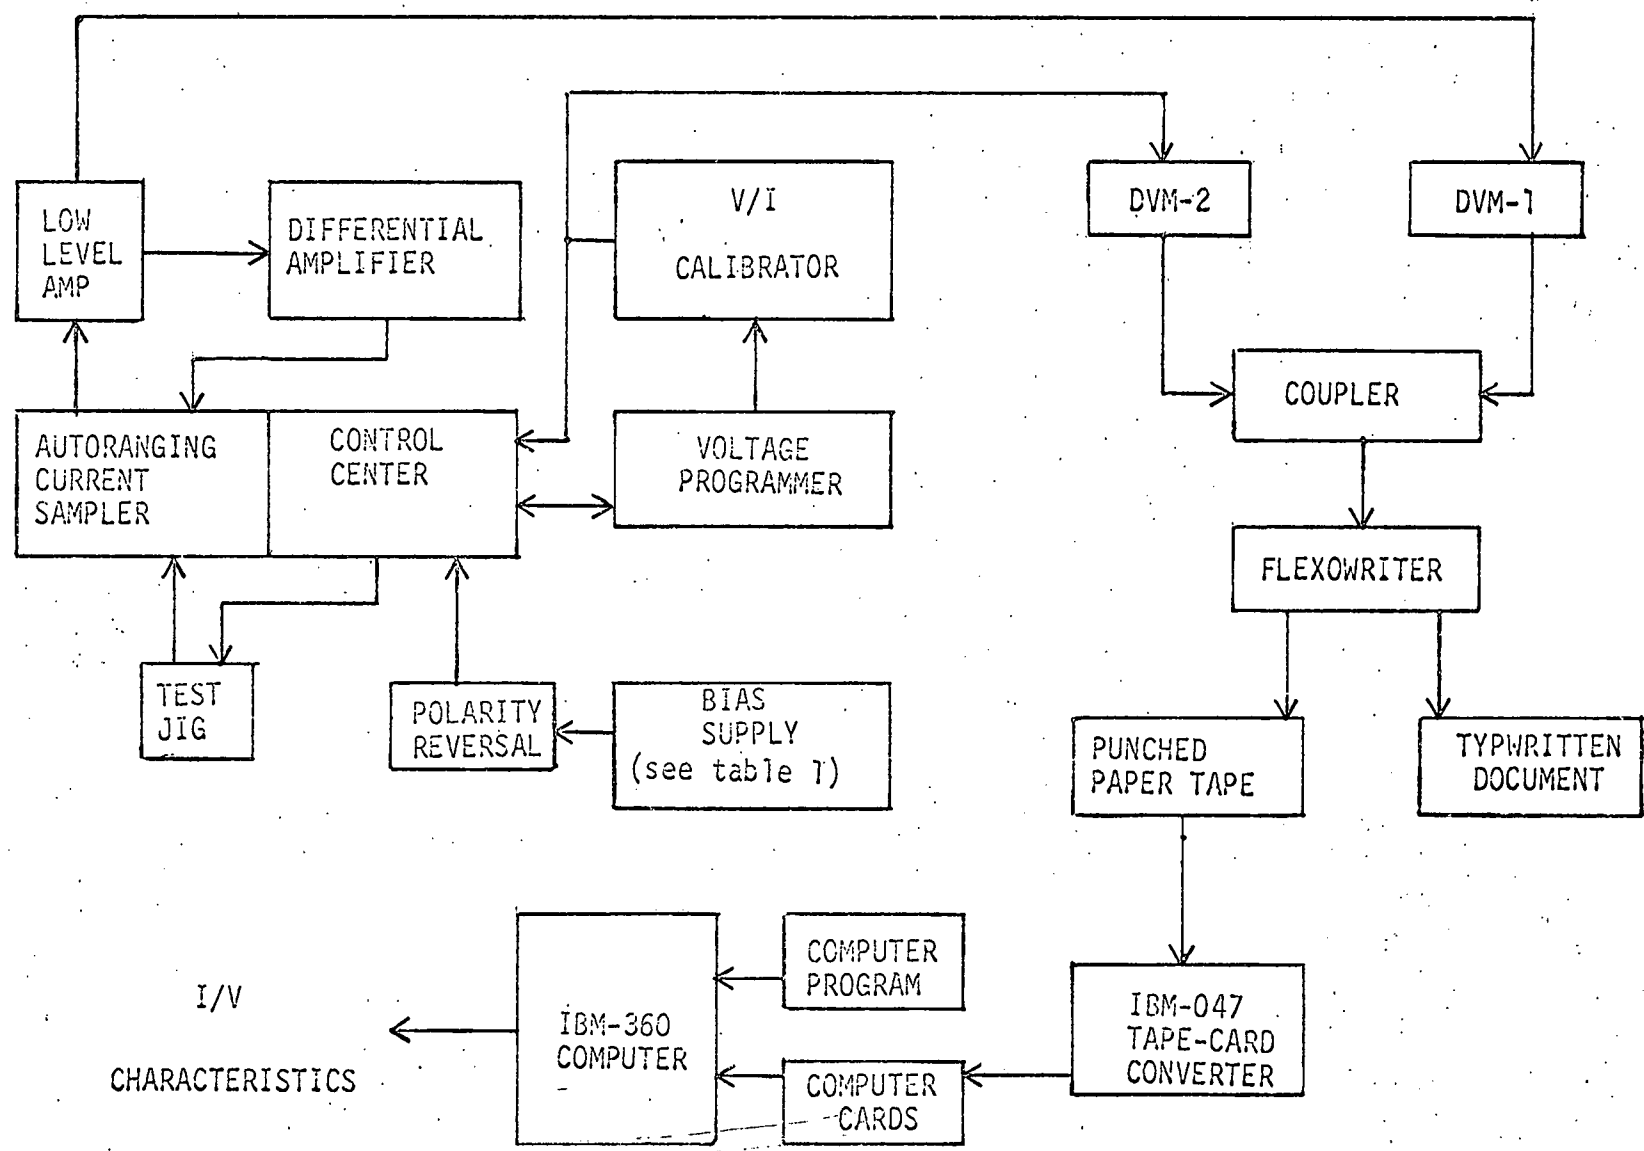 LOW
LEVEL
AMP
DIFFERENTIAL
AMPLIFIER
V/I
CALIBRATOR
DVM-2
DVM-1
COUPLER
AUTORANGING
CURRENT
SAMPLER
CONTROL
CENTER
VOLTAGE
PROGRAMMER
FLEXOWRITER
TEST
JIG
POLARITY
REVERSAL
BIAS
SUPPLY
(see table 1)
PUNCHED
PAPER TAPE
TYPWRITTEN
DOCUMENT
I/V
CHARACTERISTICS
IBM-360
COMPUTER
COMPUTER
PROGRAM
COMPUTER
CARDS
IBM-047
TAPE-CARD
CONVERTER